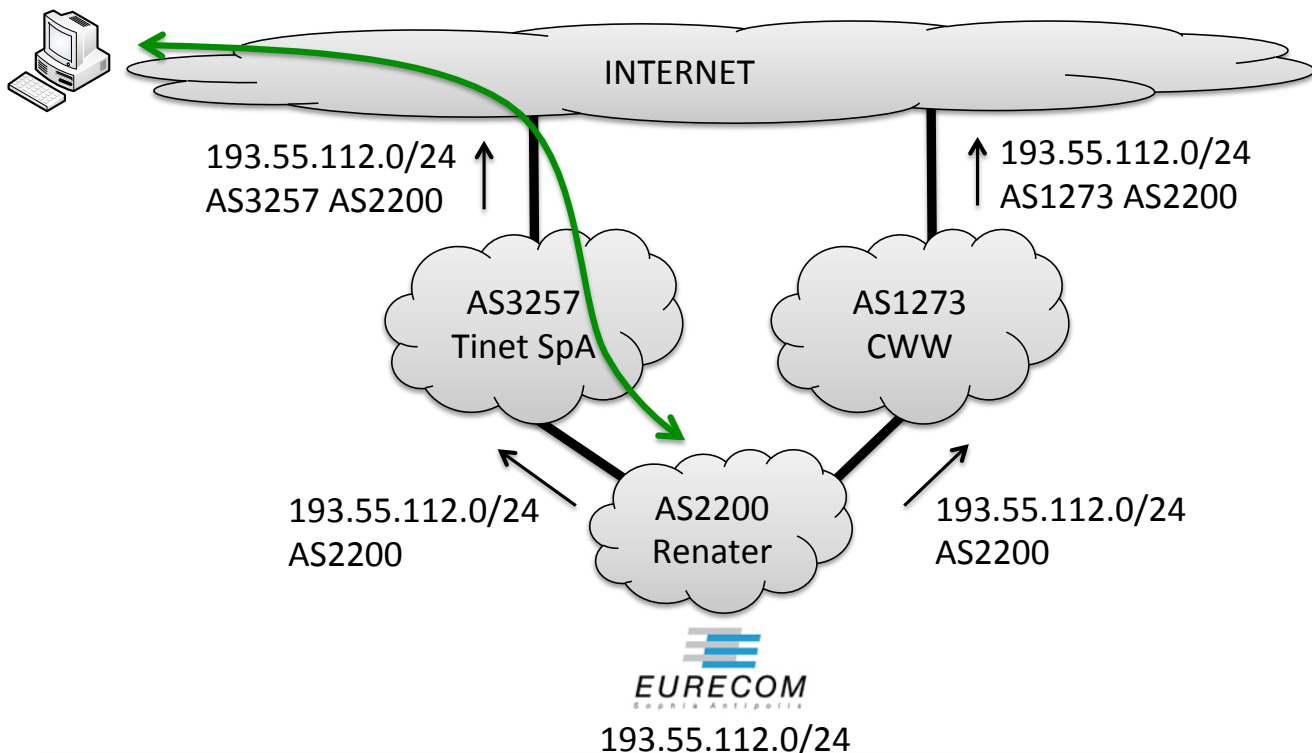 INTERNET
193.55.112.0/24
AS3257 AS2200
193.55.112.0/24
AS1273 AS2200
AS3257
Tinet SpA
AS1273
CWW
193.55.112.0/24
AS2200
AS2200
Renater
193.55.112.0/24
AS2200
EURECOM
Sophia Antipolis
193.55.112.0/24